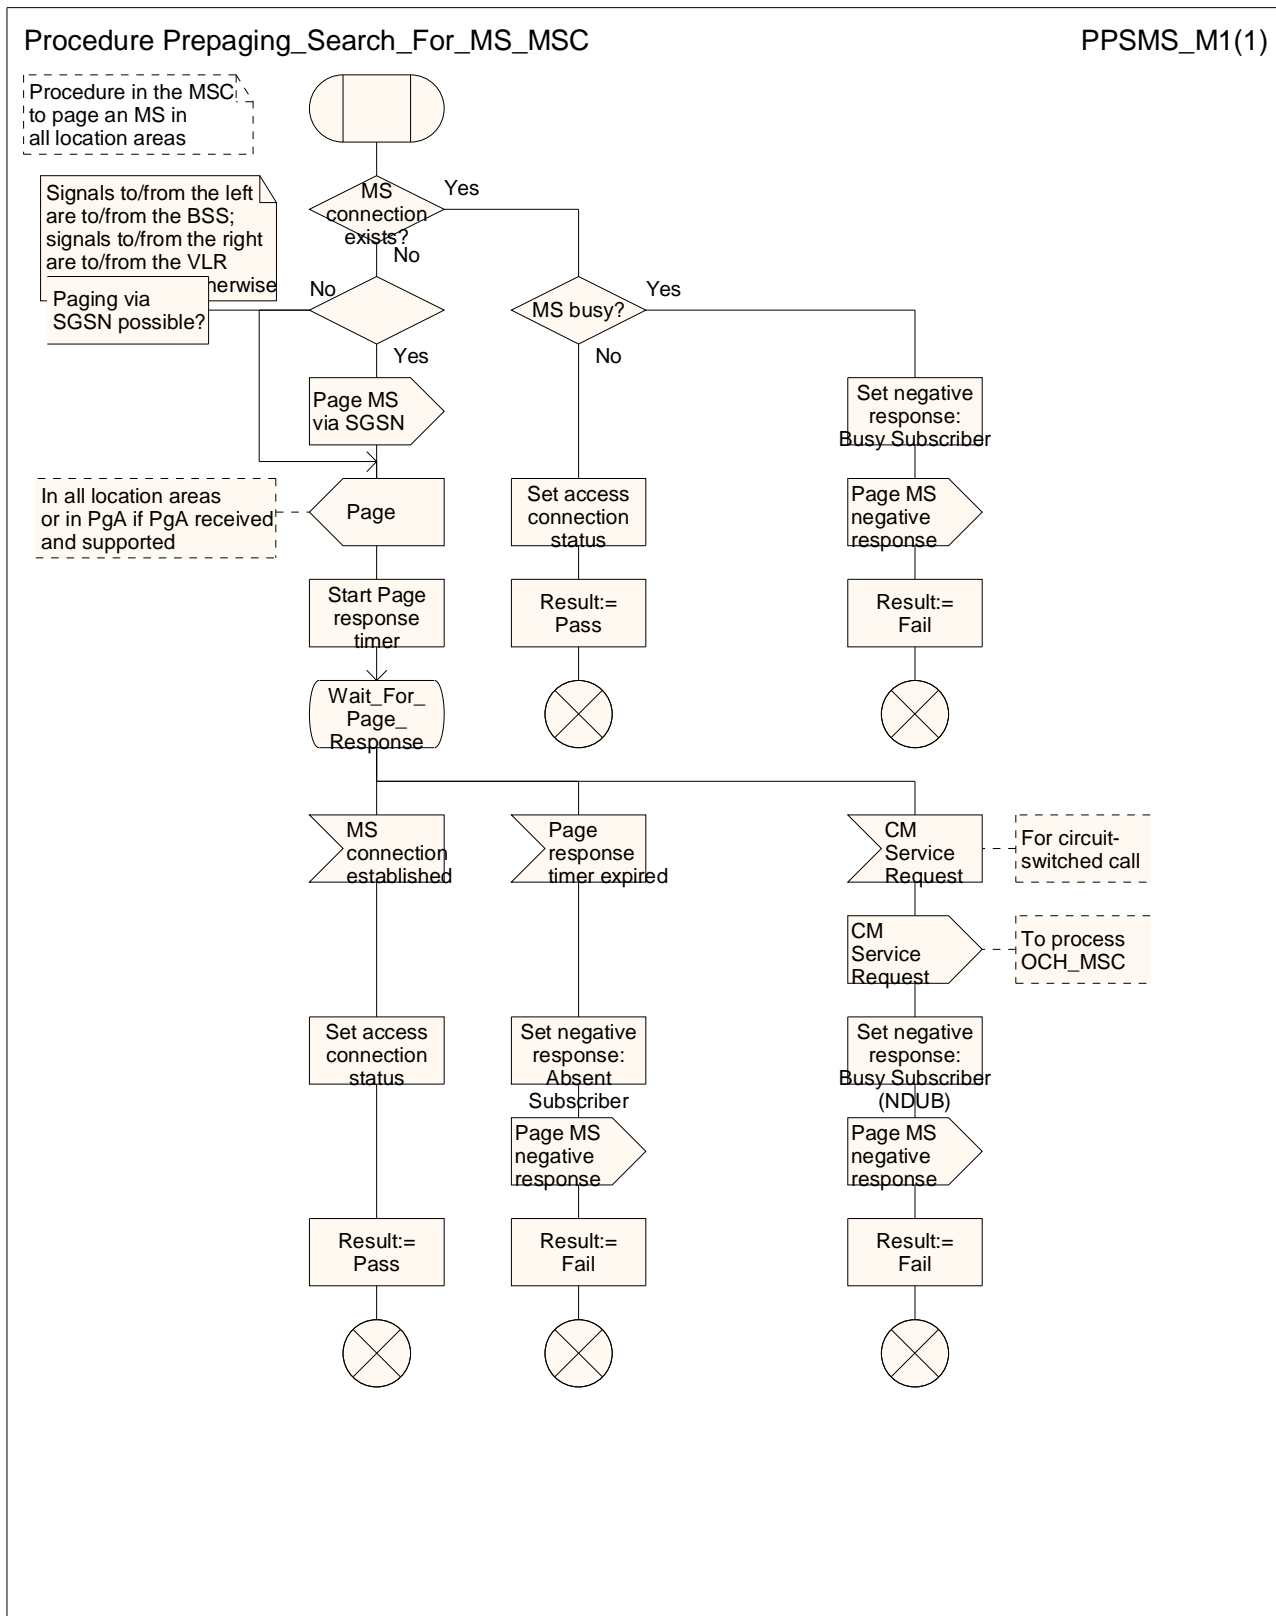 Procedure Prepaging_Search_For_MS_MSC
PPSMS_M1(1)
Procedure in the MSC
to page an MS in
all location areas
Signals to/from the left
are to/from the BSS;
signals to/from the right
are to/from the VLR
herwise
MS
connection
exists?
Yes
No
Paging via
SGSN possible?
No
Yes
MS busy?
Yes
No
Page MS
via SGSN
Set negative
response:
Busy Subscriber
In all location areas
or in PgA if PgA received
and supported
Page
Set access
connection
status
Page MS
negative
response
Start Page
response
timer
Result:=
Pass
Result:=
Fail
Wait_For_
Page_
Response
MS
connection
established
Page
response
timer expired
CM
Service
Request
For circuit-
switched call
CM
Service
Request
To process
OCH_MSC
Set access
connection
status
Set negative
response:
Absent
Subscriber
Set negative
response:
Busy Subscriber
(NDUB)
Page MS
negative
response
Page MS
negative
response
Result:=
Pass
Result:=
Fail
Result:=
Fail